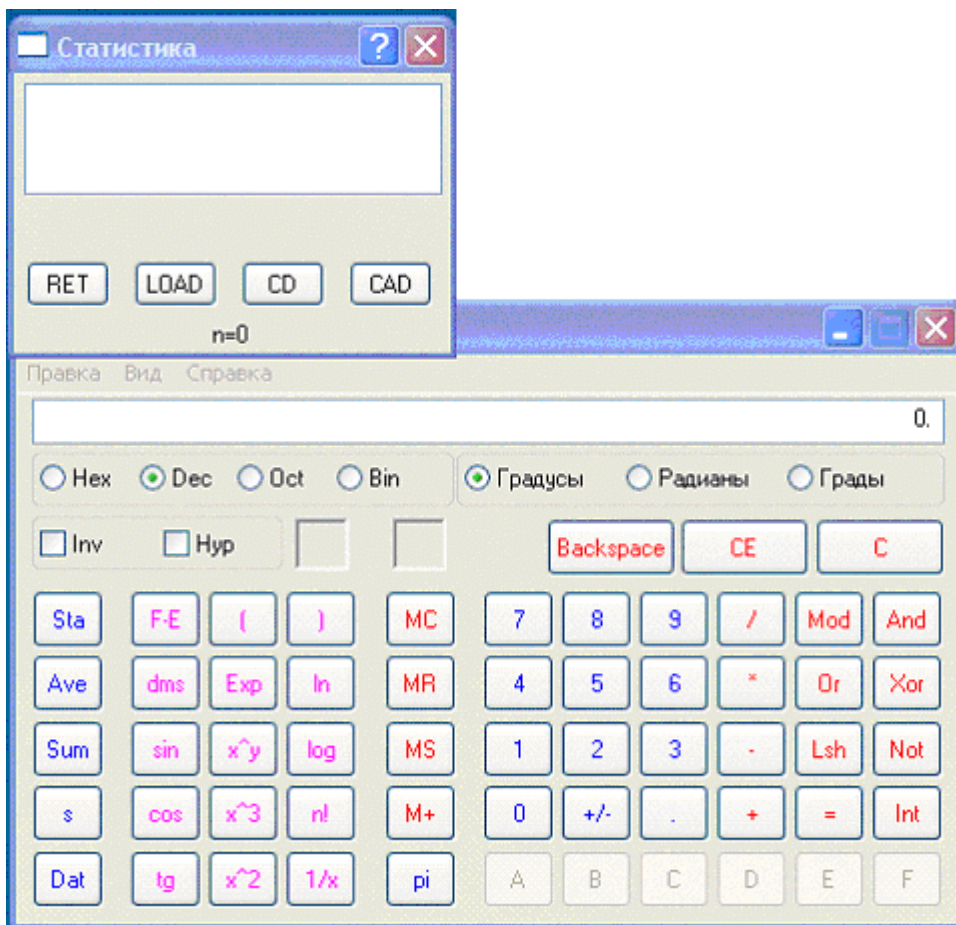 Статистика
RET LOAD CD CAD
n=0
Правка Вид Справка
0.
Hex Dec Oct Bin Градусы Радианы Грады
Inv Hyp Backspace CE C
Sta F-E ( ) MC 7 8 9 / Mod And
Ave dms Exp ln MR 4 5 6 * Or Xor
Sum sin x^y log MS 1 2 3 - Lsh Not
s cos x^3 n! M+ 0 +/- . + = Int
Dat tg x^2 1/x pi A B C D E F